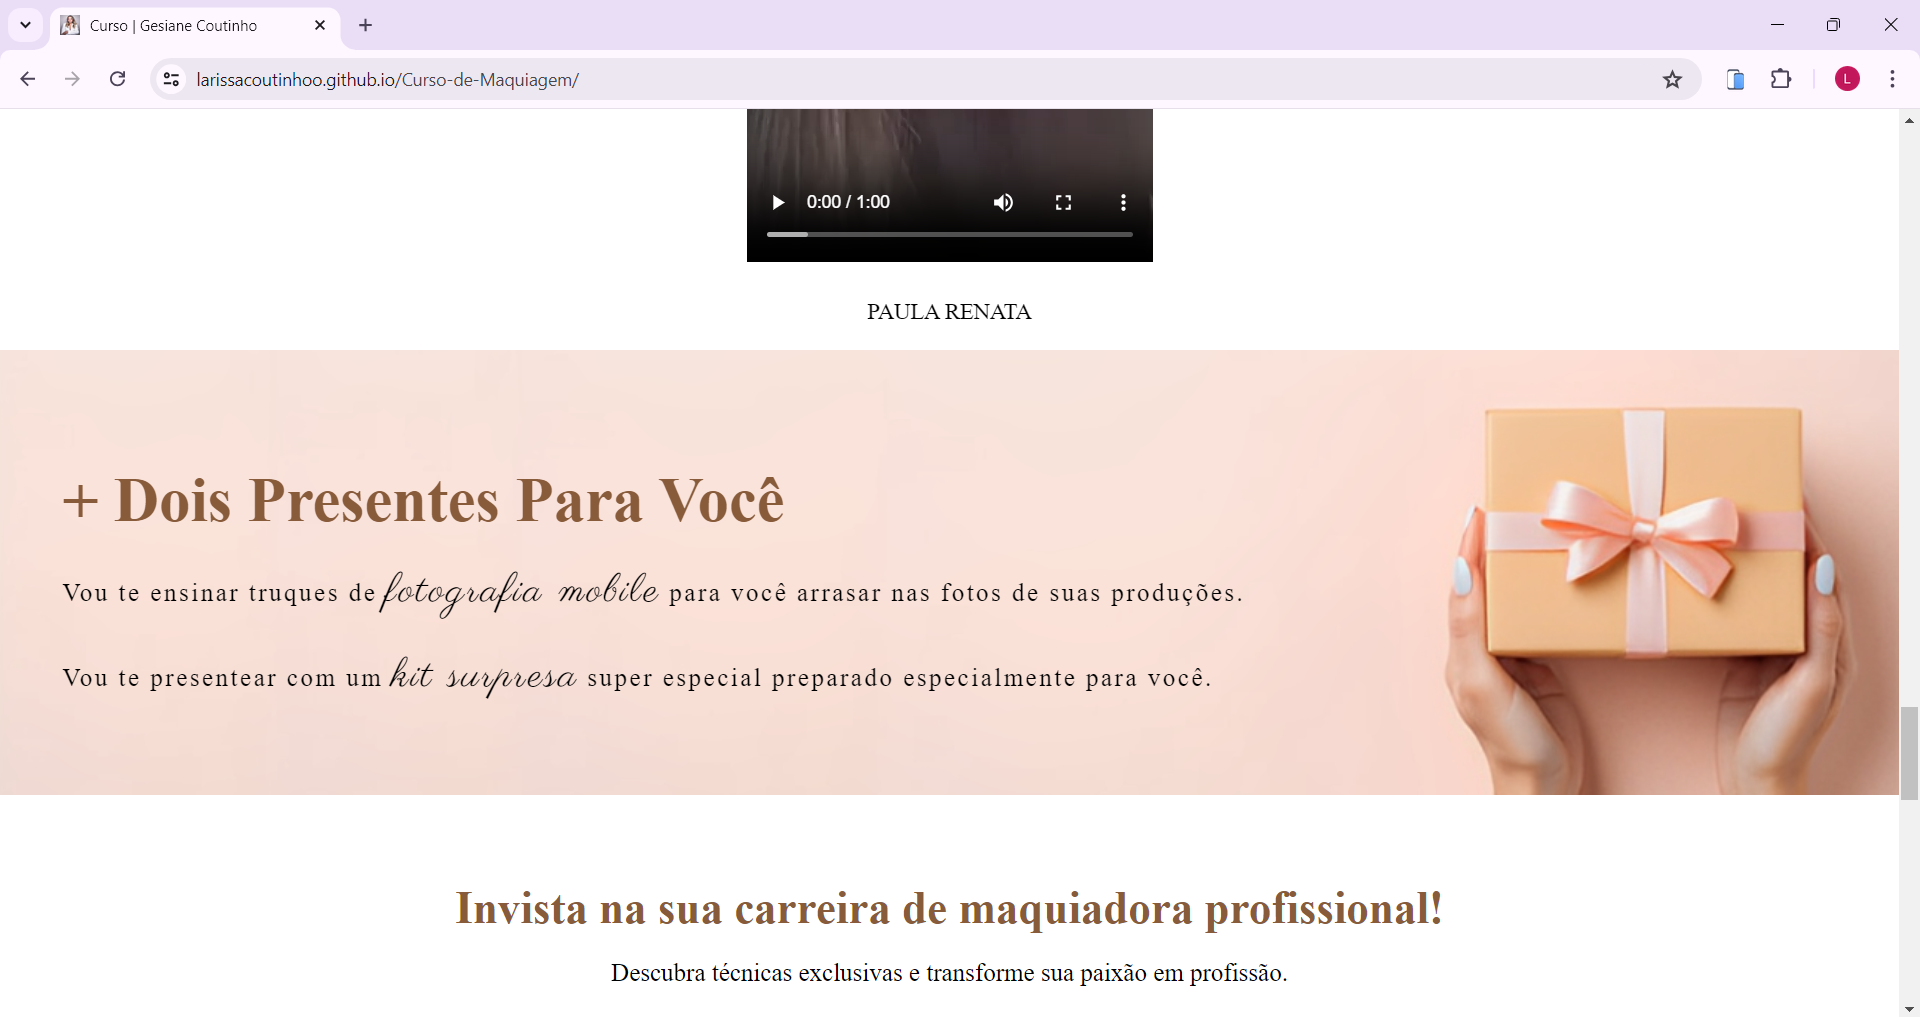 Curso | Gesiane Coutinho
larissacoutinhoo.github.io/Curso-de-Maquiagem/
L
0:00 / 1:00
PAULA RENATA
+ Dois Presentes Para Você
Vou te ensinar truques de fotografia mobile para você arrasar nas fotos de suas produções.
Vou te presentear com um kit surpresa super especial preparado especialmente para você.
Invista na sua carreira de maquiadora profissional!
Descubra técnicas exclusivas e transforme sua paixão em profissão.